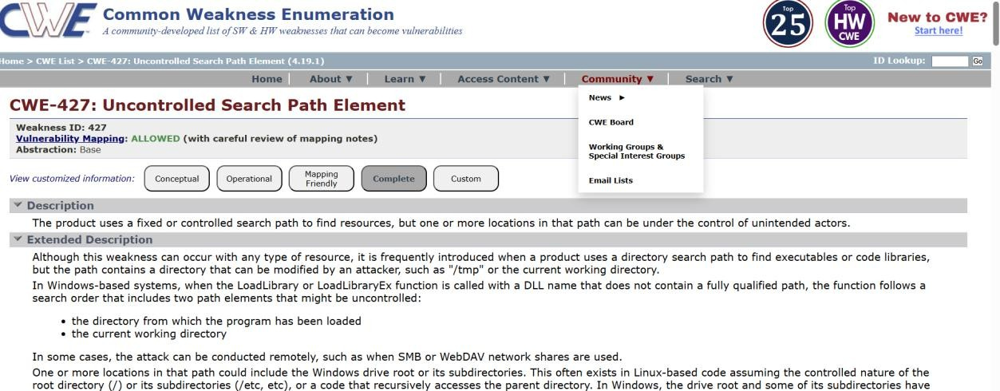 CWE Common Weakness Enumeration
A community-developed list of SW & HW weaknesses that can become vulnerabilities
Top
25
Top
HW
CWE
New to CWE?
Start here!
Home > CWE List > CWE-427: Uncontrolled Search Path Element (4.19.1)
ID Lookup:
Go
Home About ▼ Learn ▼ Access Content ▼ Community ▼ Search ▼
News ►
CWE Board
Working Groups &
Special Interest Groups
Email Lists
CWE-427: Uncontrolled Search Path Element
Weakness ID: 427
Vulnerability Mapping: ALLOWED (with careful review of mapping notes)
Abstraction: Base
View customized information:
Conceptual
Operational
Mapping
Friendly
Complete
Custom
Description
The product uses a fixed or controlled search path to find resources, but one or more locations in that path can be under the control of unintended actors.
Extended Description
Although this weakness can occur with any type of resource, it is frequently introduced when a product uses a directory search path to find executables or code libraries,
but the path contains a directory that can be modified by an attacker, such as "/tmp" or the current working directory.
In Windows-based systems, when the LoadLibrary or LoadLibraryEx function is called with a DLL name that does not contain a fully qualified path, the function follows a
search order that includes two path elements that might be uncontrolled:
• the directory from which the program has been loaded
• the current working directory
In some cases, the attack can be conducted remotely, such as when SMB or WebDAV network shares are used.
One or more locations in that path could include the Windows drive root or its subdirectories. This often exists in Linux-based code assuming the controlled nature of the
root directory (/) or its subdirectories (/etc, etc), or a code that recursively accesses the parent directory. In Windows, the drive root and some of its subdirectories have